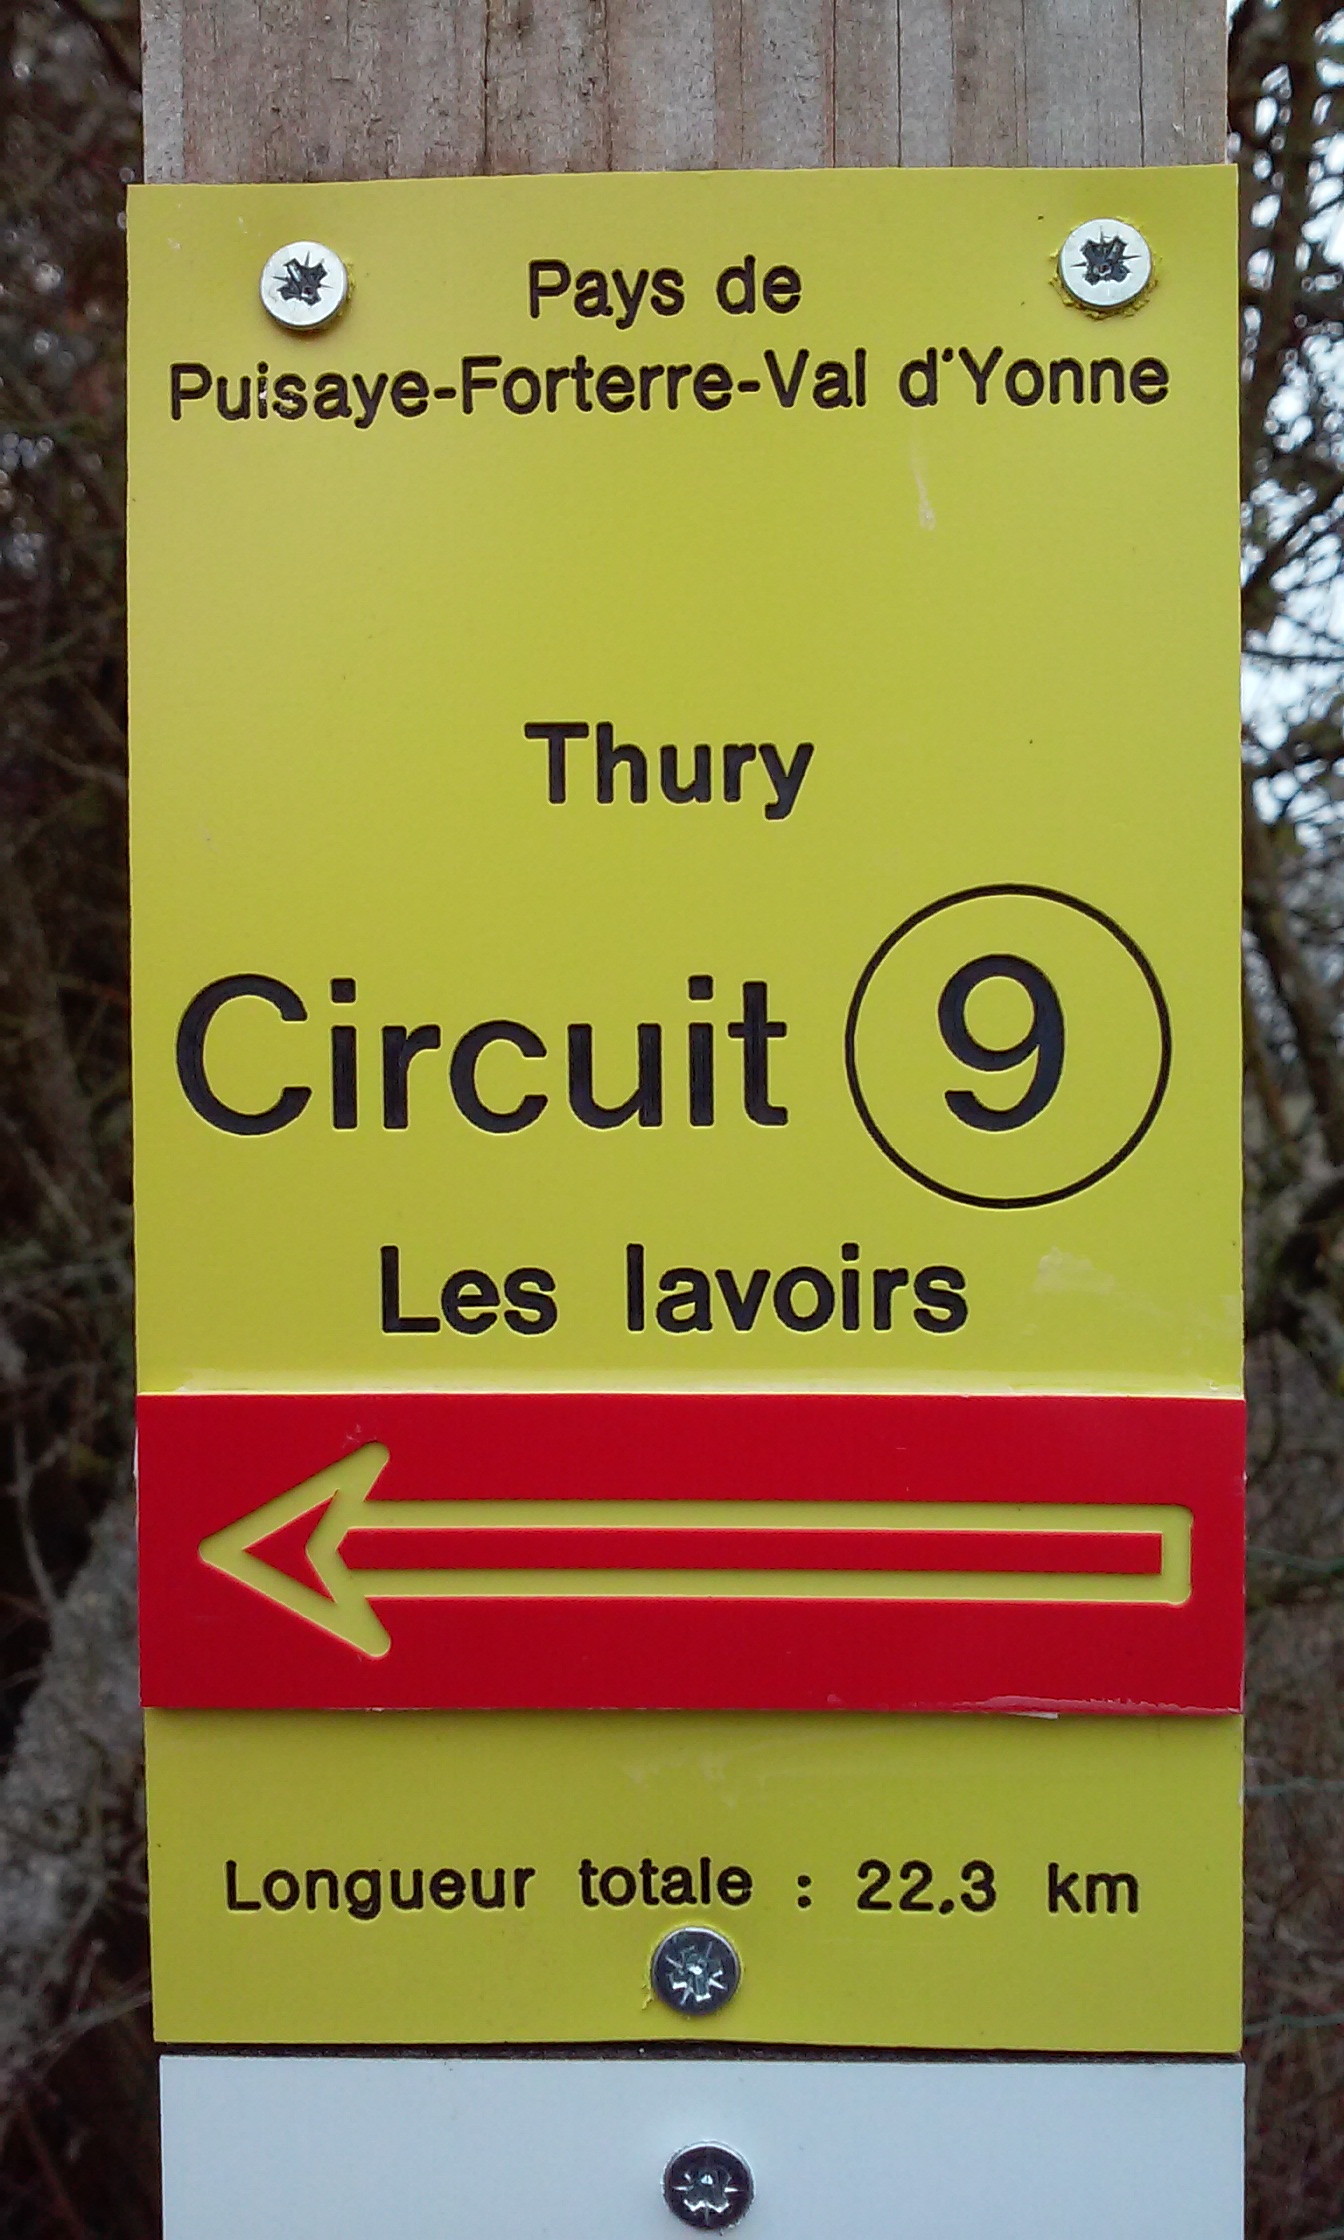 Pays de
Puisaye-Forterre-Val d'Yonne
Thury
Circuit 9
Les lavoirs
Longueur totale : 22.3 km